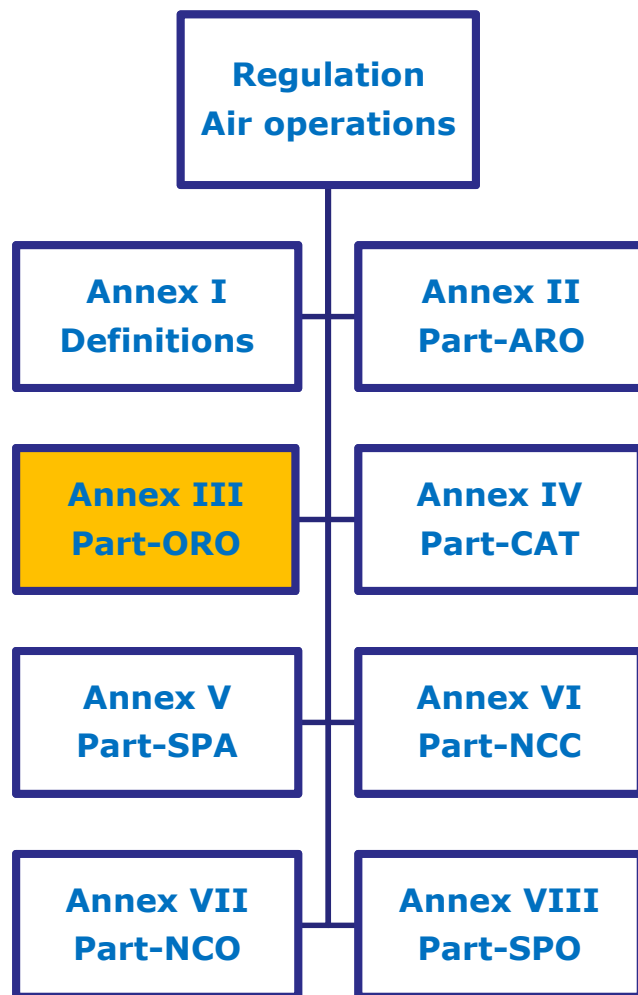 Regulation
Air operations
Annex I
Definitions
Annex II
Part-ARO
Annex III
Part-ORO
Annex IV
Part-CAT
Annex V
Part-SPA
Annex VI
Part-NCC
Annex VII
Part-NCO
Annex VIII
Part-SPO